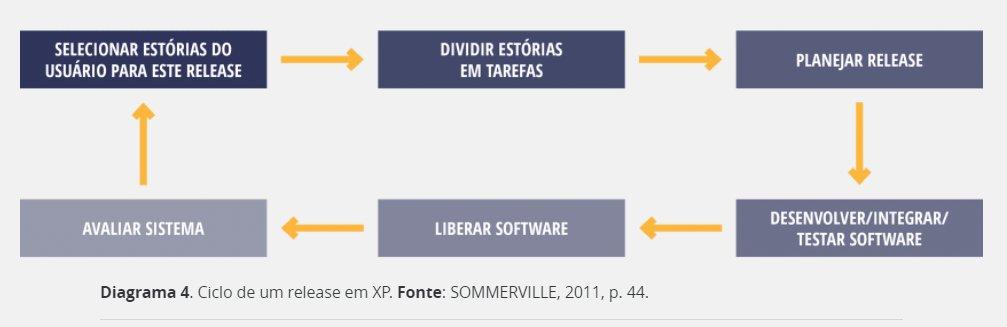 SELECIONAR ESTÓRIAS DO
USUÁRIO PARA ESTE RELEASE
DIVIDIR ESTÓRIAS
EM TAREFAS
PLANEJAR RELEASE
DESENVOLVER/INTEGRAR/
TESTAR SOFTWARE
LIBERAR SOFTWARE
AVALIAR SISTEMA
Diagrama 4. Ciclo de um release em XP. Fonte: SOMMERVILLE, 2011, p. 44.